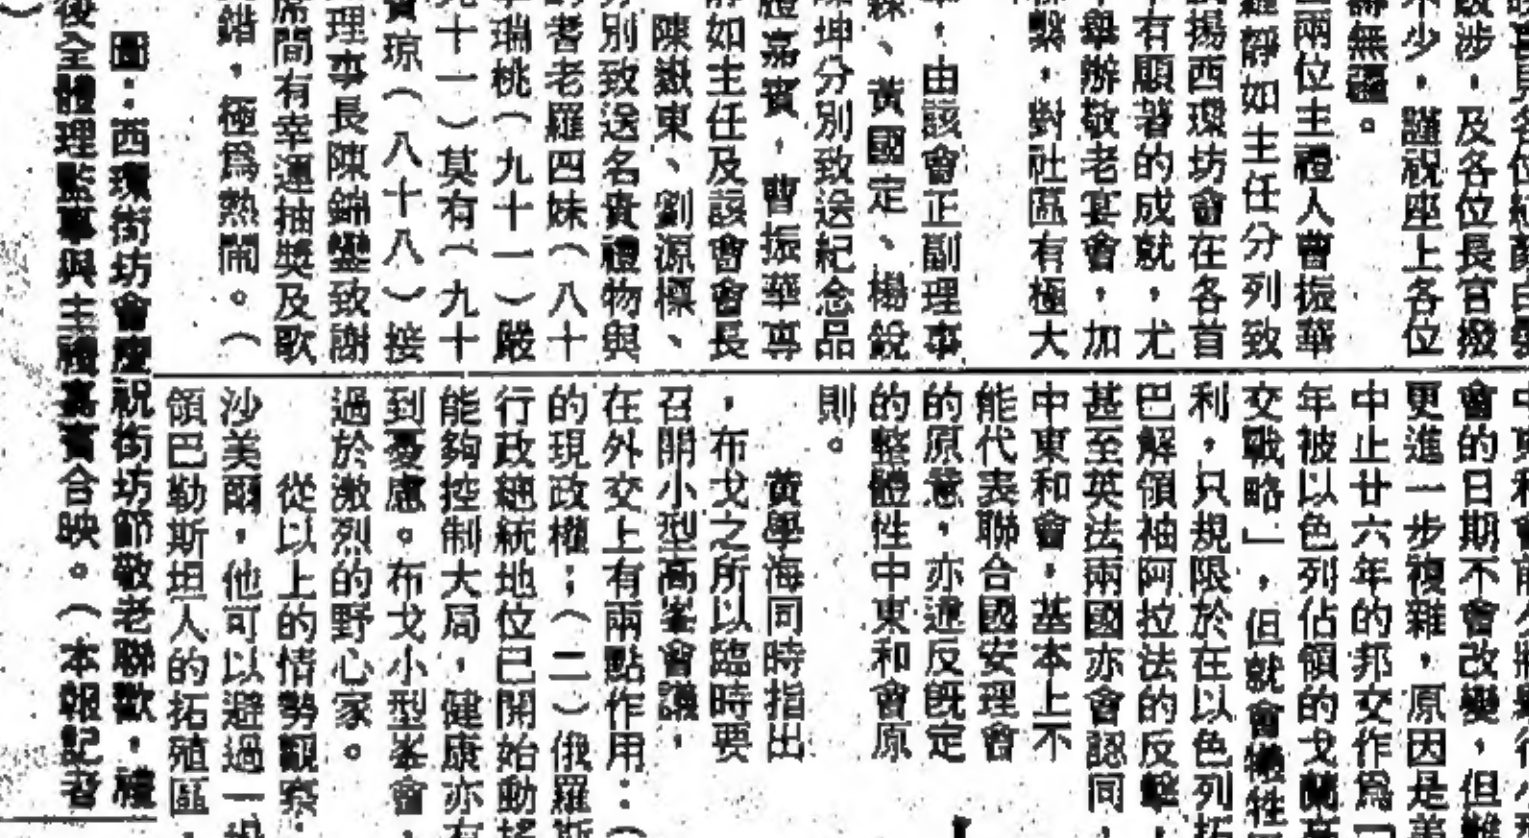 各位
跋涉，及各位長官撥
不少，謹祝座上各位
壽無疆。
兩位主禮人曹振華
羅靜如主任分列致
揚西環坊會在各首
有顯著的成就，尤
舉辦敬老宴會，加
聯繫，對社區有極大
，由該會正副理事
、黃國定、楊銳
陳坤分別致送紀念品
禮嘉賓，曹振華專
靜如主任及該會會長
陳嶽東、劉源標、
分別致送名貴禮物與
的耆老羅四妹（八十
瑞桃（九十一）嚴
十一）莫有（九十
琼（八十八）接
理事長陳錦鑾致謝
席間有幸運抽獎及歌
錯，極為熱鬧。（
中東和會前
會的日期不會改變，但
更進一步複雜，原因是美
中止廿六年的邦交作為一
年被以色列佔領的戈蘭高
交戰略」，但就會犧牲
利，只規限於在以色列
巴解領袖阿拉法的反擊，
甚至英法兩國亦會認同，
中東和會，基本上不
能代表聯合國安理會
的原意，亦違反既定
的整體性中東和會原
則。
黃學海同時指出
，布戈之所以臨時要
召開小型高峯會議，
在外交上有兩點作用：（
的現政權；（二）俄羅斯
行政總統地位已開始動搖
能夠控制大局，健康亦有
到憂慮。布戈小型峯會，
過於激烈的野心家。
從以上的情勢觀察，
沙美爾，他可以避過一
領巴勒斯坦人的拓殖區，
圖：西環街坊會慶祝街坊節敬老聯歡，禮
後全體理監事與主禮嘉賓合映。（本報記者
）